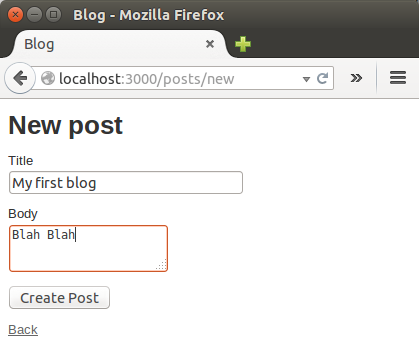 Blog - Mozilla Firefox
Blog
localhost:3000/posts/new
New post
Title
My first blog
Body
Blah Blah
Create Post
Back